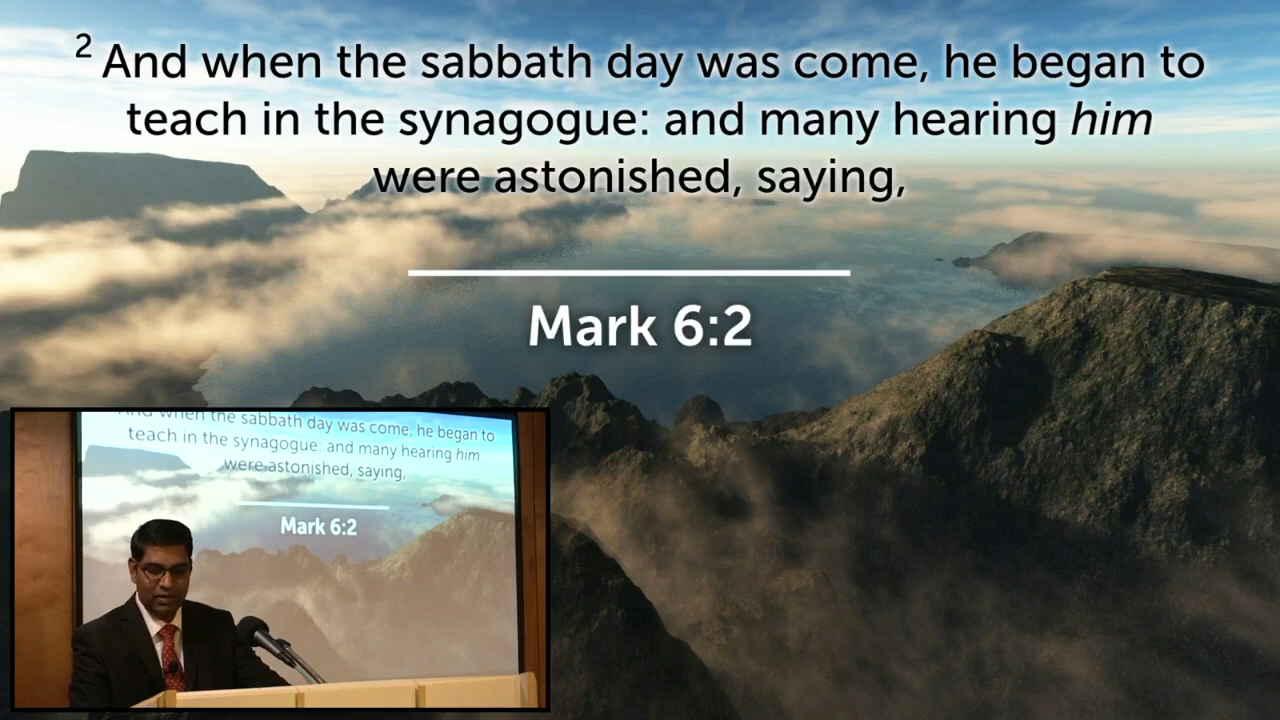 2 And when the sabbath day was come, he began to
teach in the synagogue: and many hearing him
were astonished, saying,
Mark 6:2
And when the sabbath day was come, he began to
teach in the synagogue: and many hearing him
were astonished, saying,
Mark 6:2